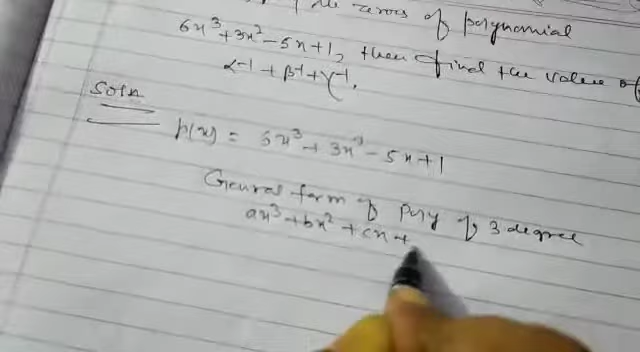 the zeros of polynomial
6x³+3x²-5x+1, then find the value of
α-1 + β-1 + γ-1.
Soln
p(x) = 6x³ + 3x² - 5x + 1
General form of poly of 3 degree
ax³ + bx² + cx +